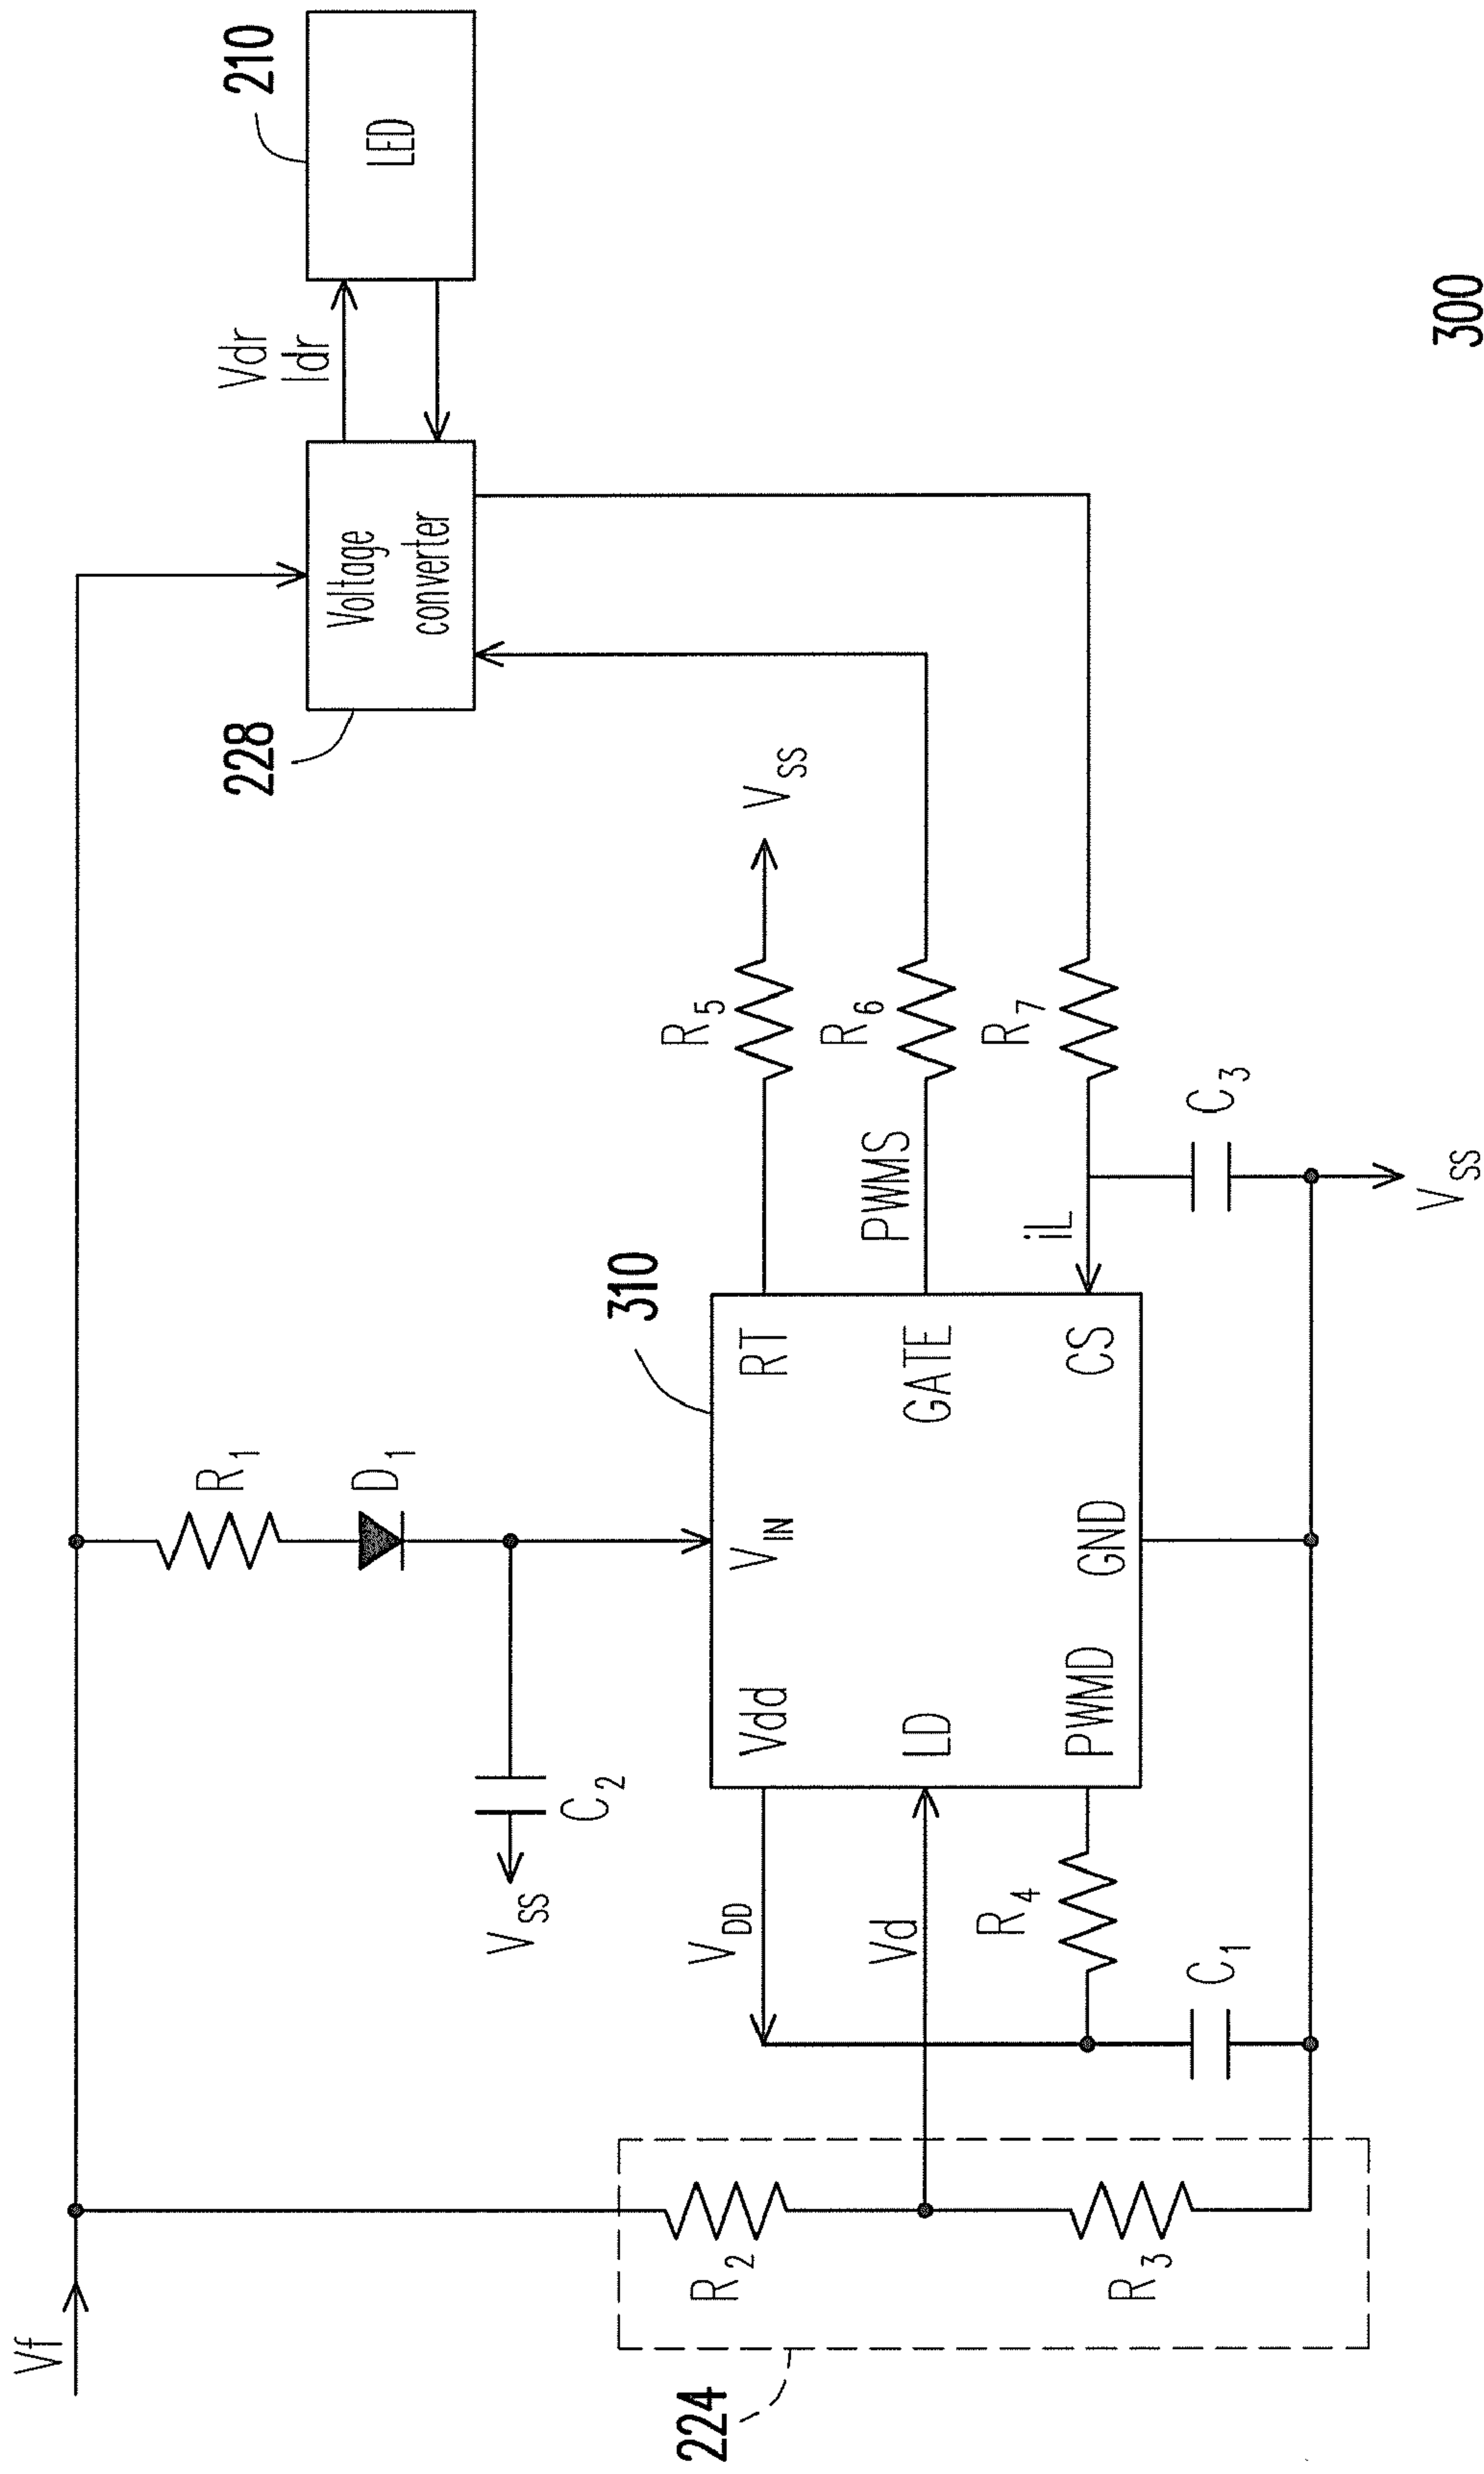 Vf
R1
D1
C2
VSS
228
Voltage
converter
Vdr
Idr
210
LED
310
Vdd
VIN
RT
LD
GATE
PWMD
GND
CS
VDD
Vd
R4
C1
R5
VSS
PWMS
R6
iL
R7
C3
VSS
224
R2
R3
300